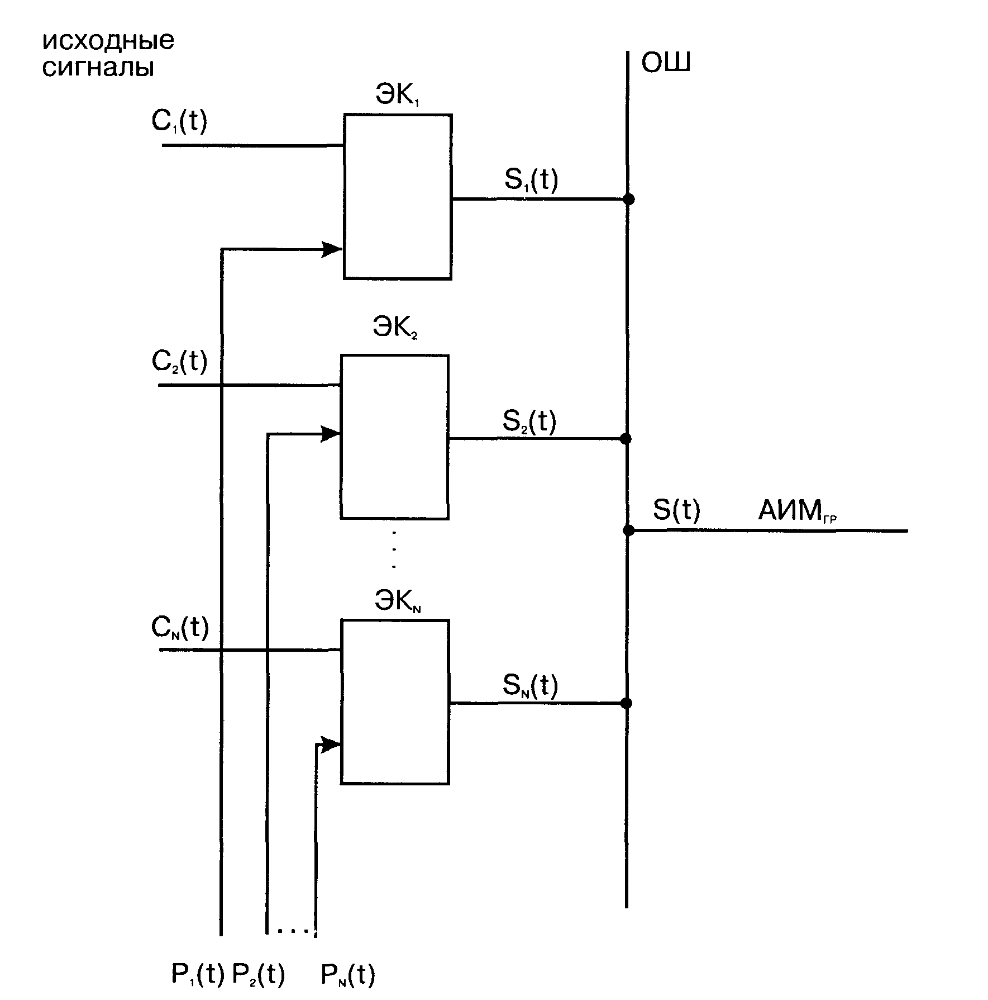 исходные
сигналы
ОШ
ЭК₁
C₁(t)
S₁(t)
ЭК₂
C₂(t)
S₂(t)
S(t) АИМгр
ЭКN
CN(t)
SN(t)
P₁(t) P₂(t) PN(t)